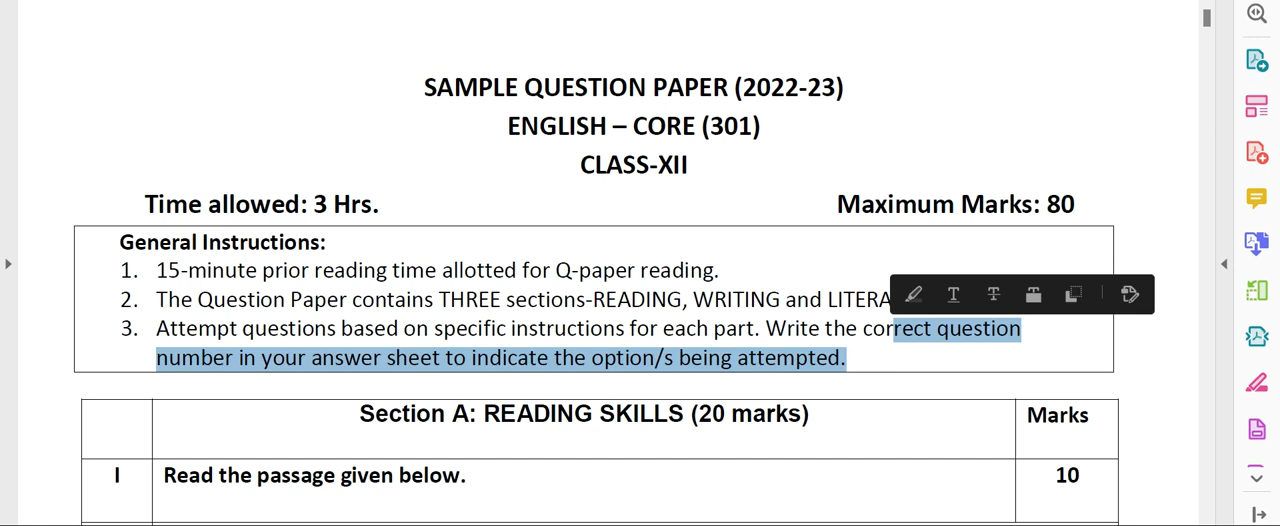 SAMPLE QUESTION PAPER (2022-23)
ENGLISH – CORE (301)
CLASS-XII
Time allowed: 3 Hrs. Maximum Marks: 80
General Instructions:
1. 15-minute prior reading time allotted for Q-paper reading.
2. The Question Paper contains THREE sections-READING, WRITING and
3. Attempt questions based on specific instructions for each part. Write the correct question
number in your answer sheet to indicate the option/s being attempted.
Section A: READING SKILLS (20 marks) Marks
I Read the passage given below. 10